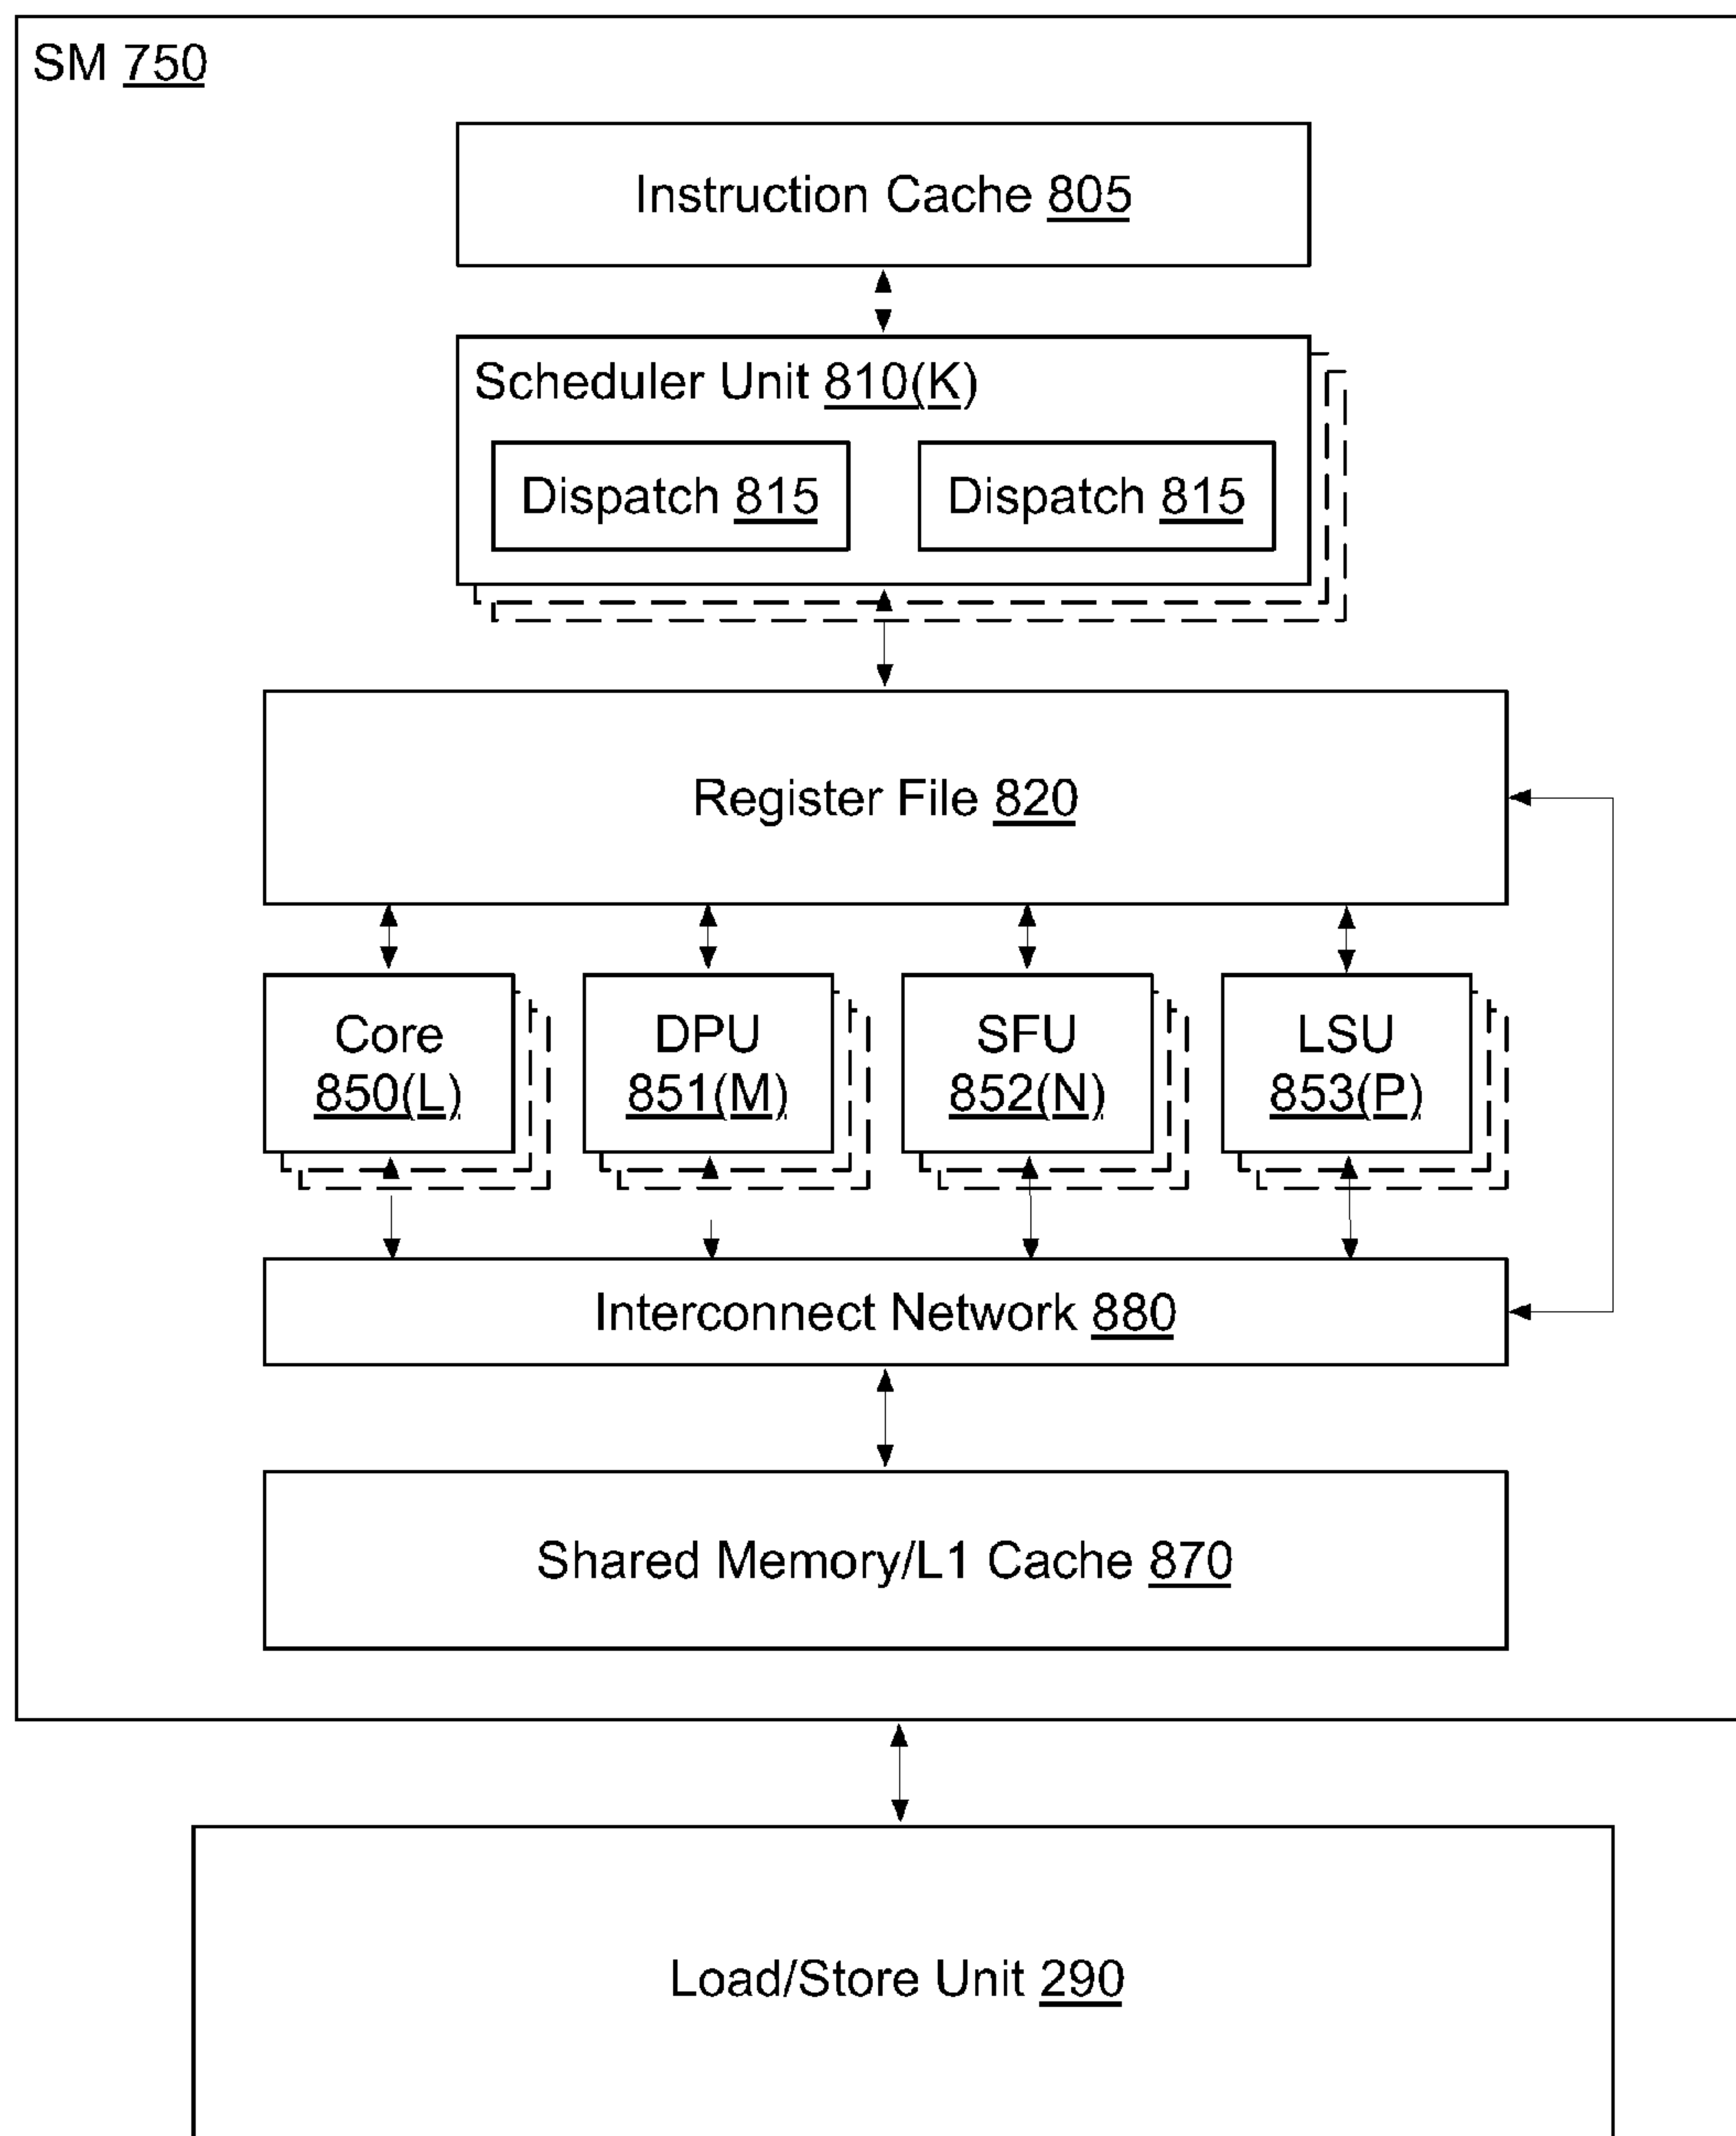 SM 750
Instruction Cache 805
Scheduler Unit 810(K)
Dispatch 815 Dispatch 815
Register File 820
Core DPU SFU LSU
850(L) 851(M) 852(N) 853(P)
Interconnect Network 880
Shared Memory/L1 Cache 870
Load/Store Unit 290